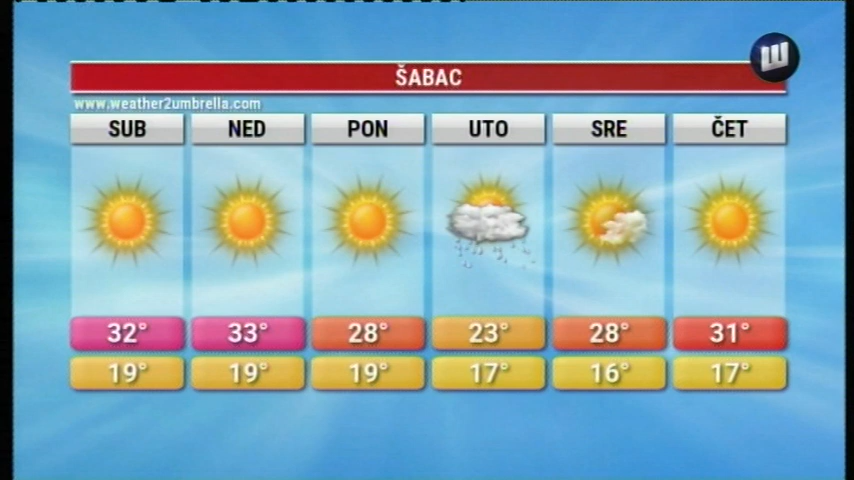 ŠABAC
www.weather2umbrella.com
SUB NED PON UTO SRE ČET
32° 33° 28° 23° 28° 31°
19° 19° 19° 17° 16° 17°